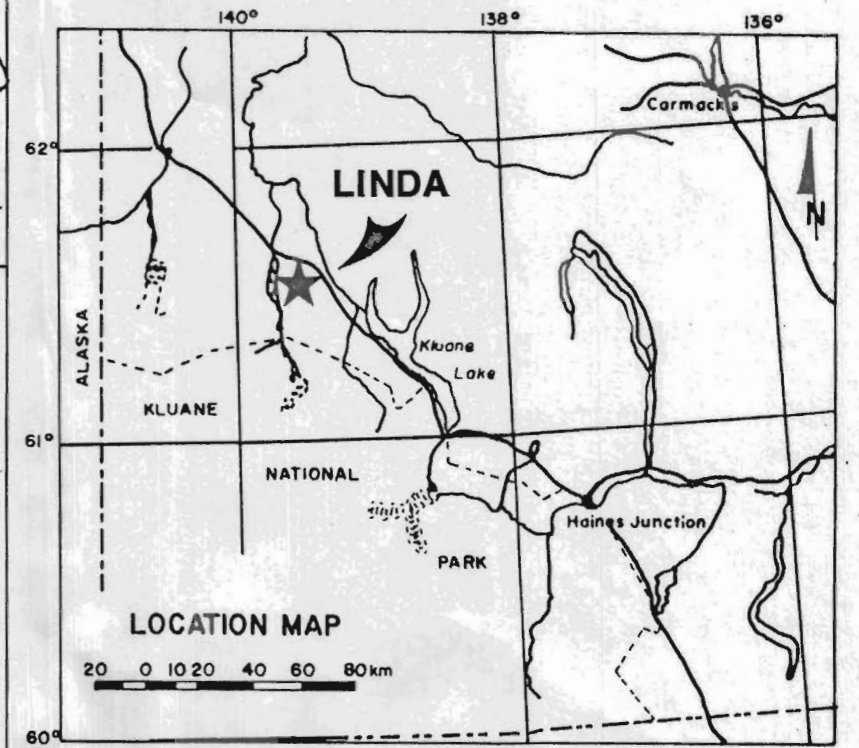 140° 138° 136°
Carmacks
62°
LINDA
N
ALASKA
Kluane
Lake
KLUANE
61°
NATIONAL
Haines Junction
PARK
LOCATION MAP
20 0 10 20 40 60 80 km
60°